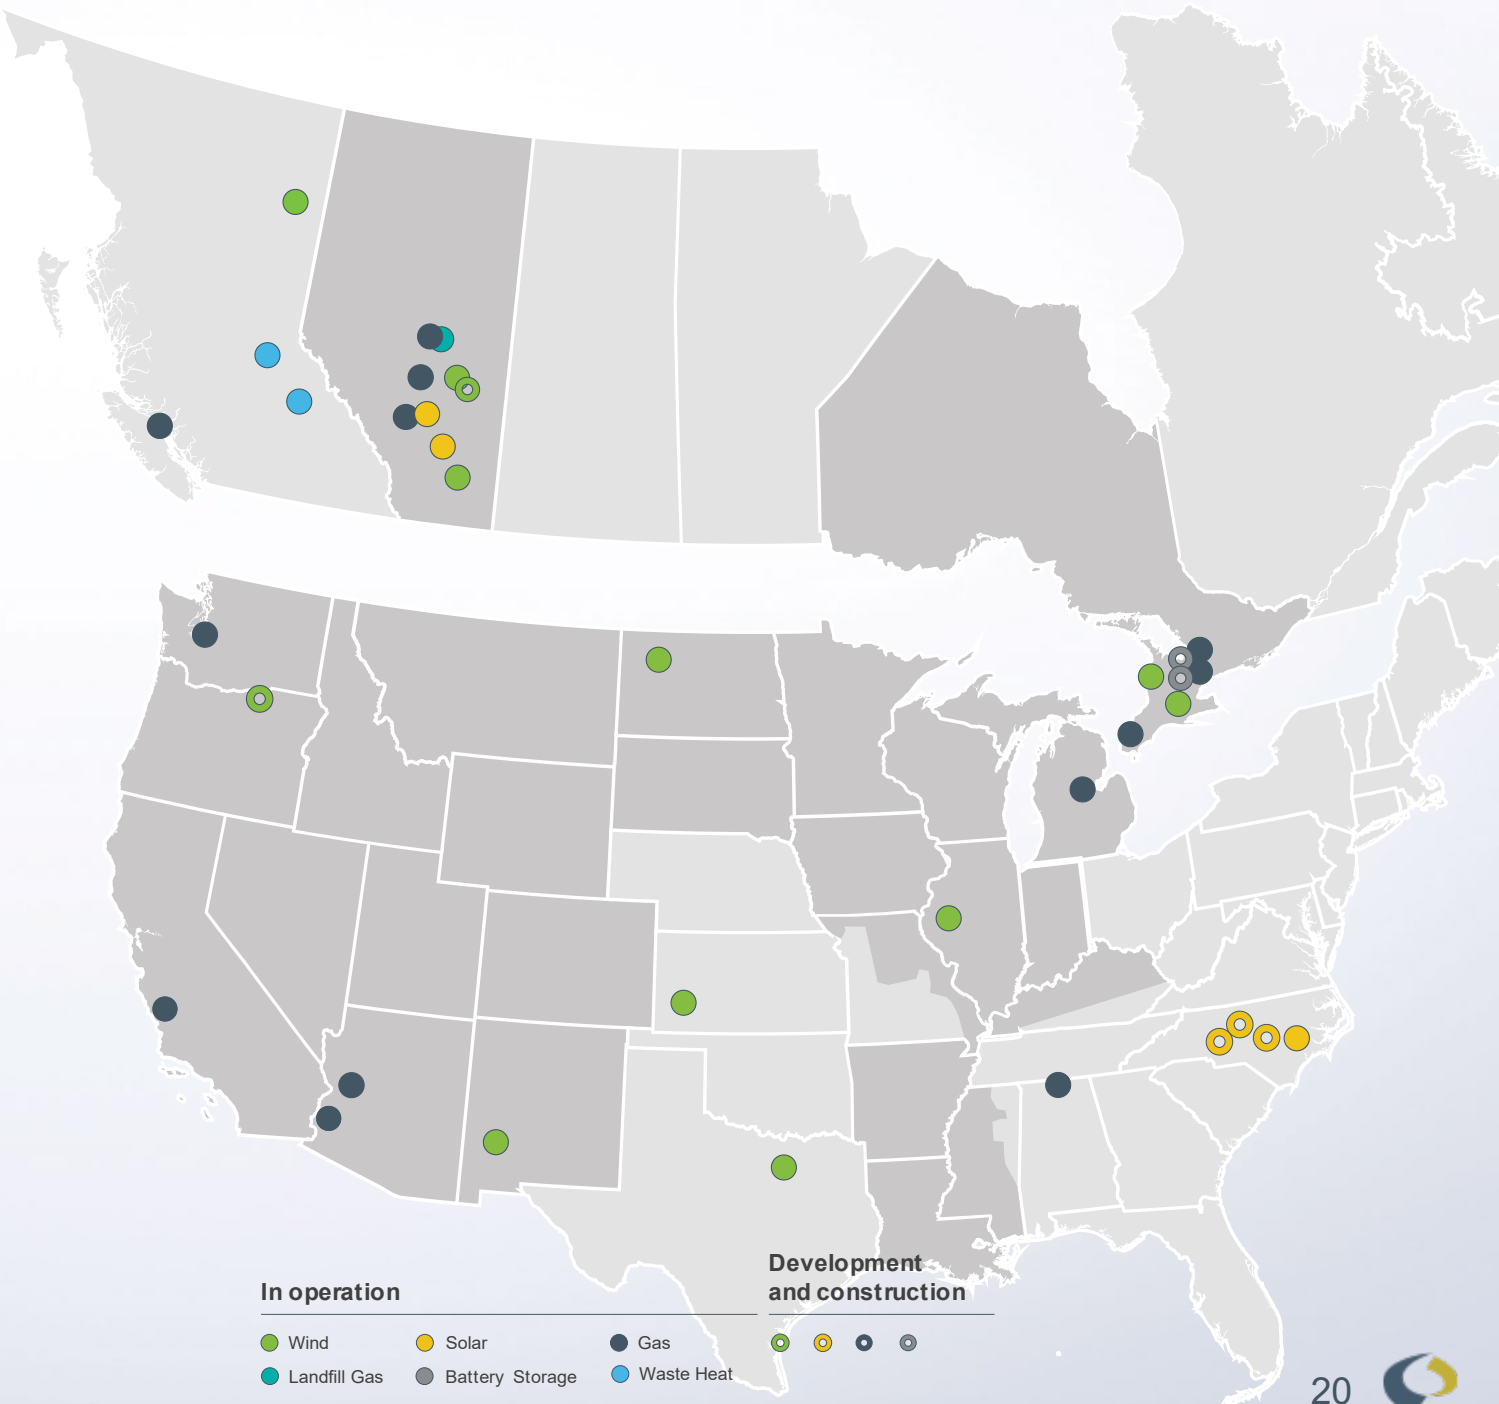 Development
In operation
and construction
Wind
Solar
Gas
Landfill Gas
Battery Storage
Waste Heat
20